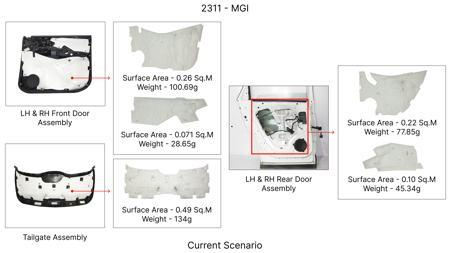 2311 - MGI
Surface Area - 0.26 Sq.M
Weight - 100.69g
LH & RH Front Door
Assembly
Surface Area - 0.071 Sq.M
Weight - 28.65g
Surface Area - 0.22 Sq.M
Weight - 77.85g
LH & RH Rear Door
Assembly
Surface Area - 0.10 Sq.M
Weight - 45.34g
Surface Area - 0.49 Sq.M
Weight - 134g
Tailgate Assembly
Current Scenario